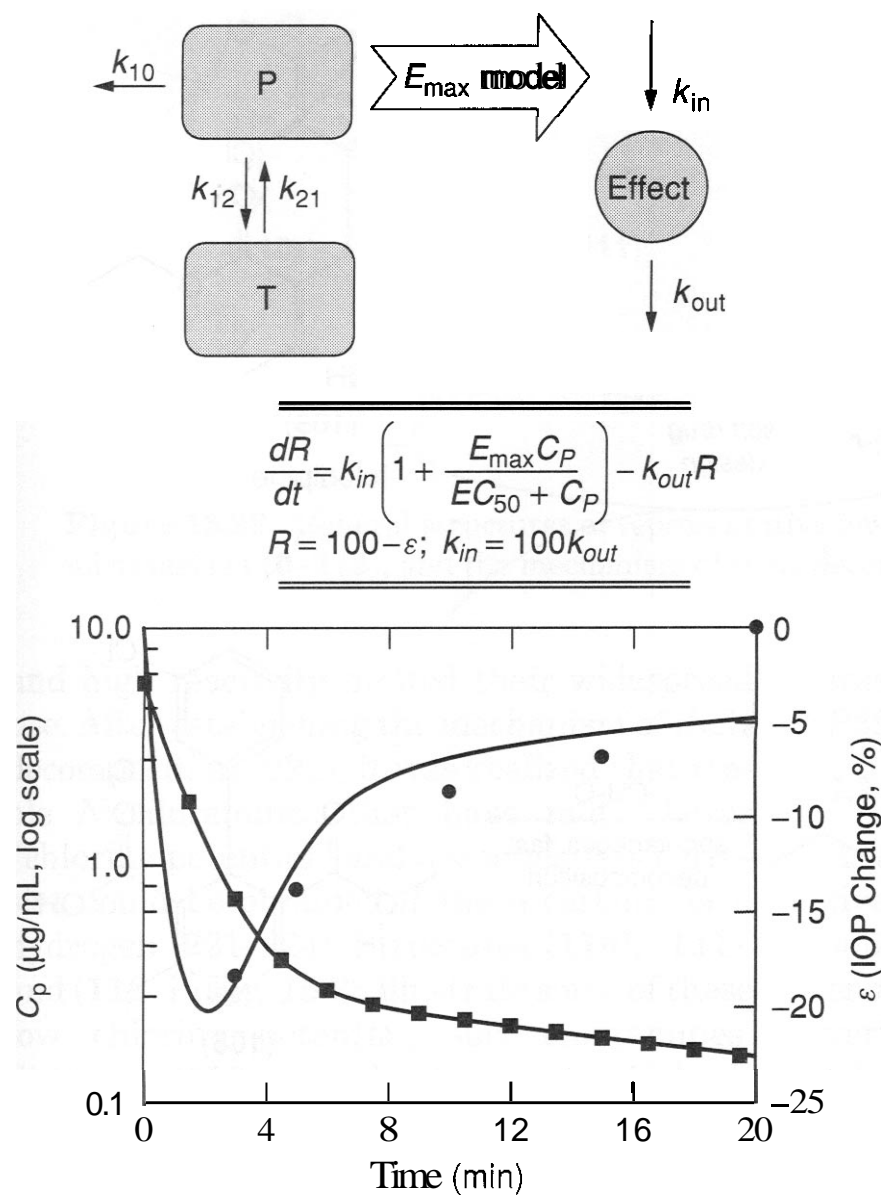 k10
P
Emax model
kin
k12
k21
Effect
T
kout
dR/dt = kin(1 + EmaxCP/(EC50 + CP)) − koutR
R = 100−ε; kin = 100kout
Cp (µg/mL, log scale)
10.0
1.0
0.1
0
4
8
12
16
20
Time (min)
0
−5
−10
−15
−20
−25
ε (IOP Change, %)